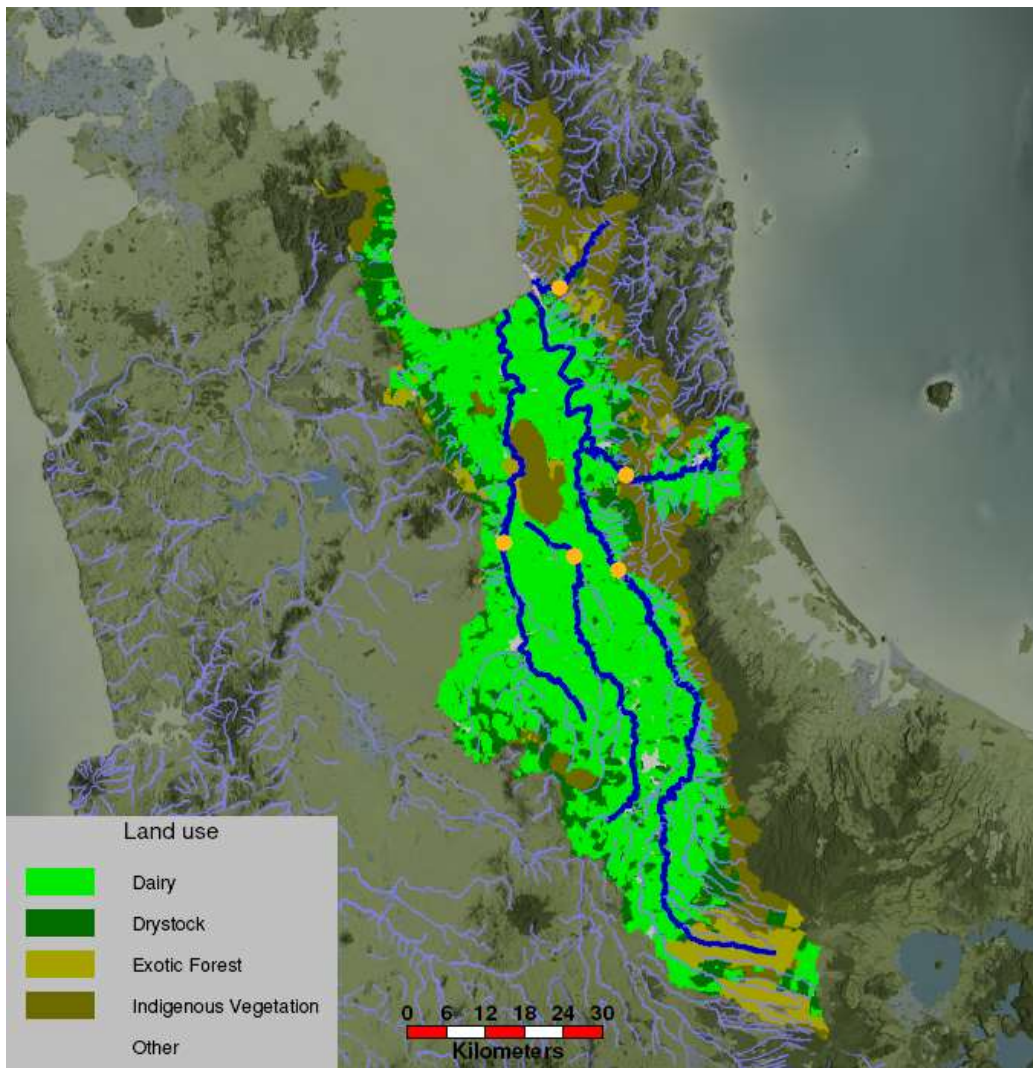 Land use
Dairy
Drystock
Exotic Forest
Indigenous Vegetation
Other
0 6 12 18 24 30
Kilometers